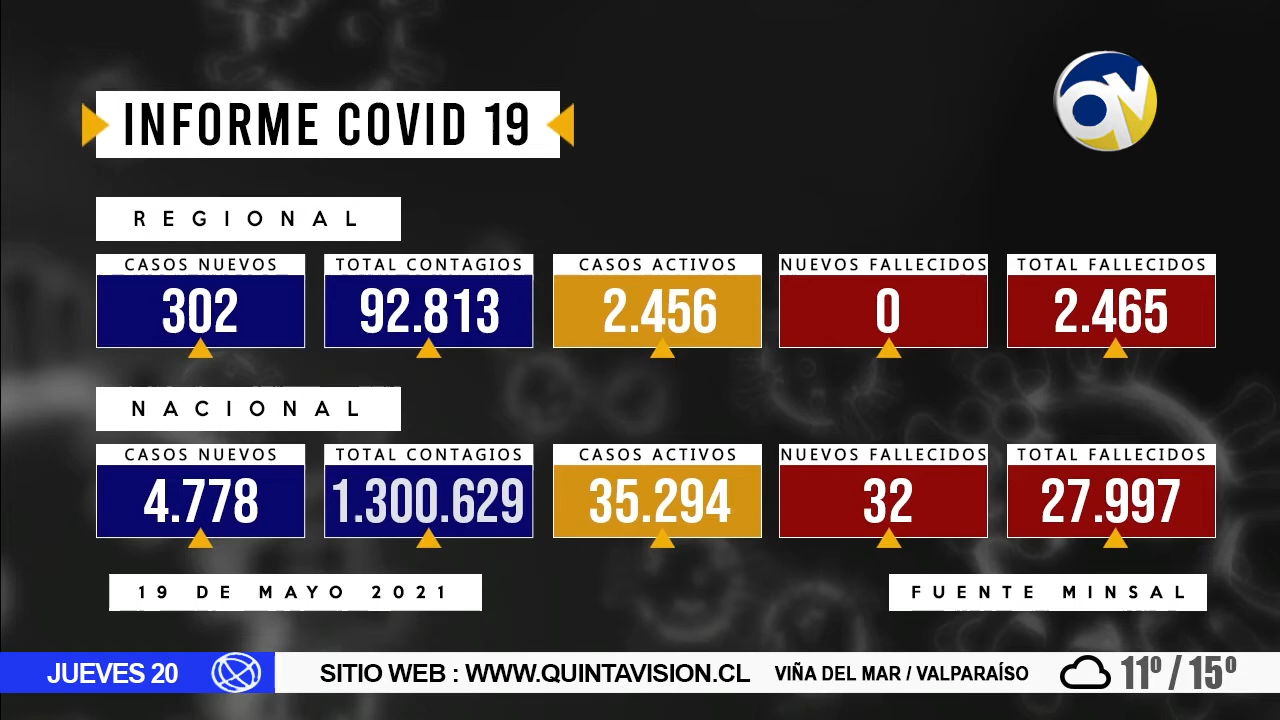 INFORME COVID 19
REGIONAL
CASOS NUEVOS TOTAL CONTAGIOS CASOS ACTIVOS NUEVOS FALLECIDOS TOTAL FALLECIDOS
302 92.813 2.456 0 2.465
NACIONAL
CASOS NUEVOS TOTAL CONTAGIOS CASOS ACTIVOS NUEVOS FALLECIDOS TOTAL FALLECIDOS
4.778 1.300.629 35.294 32 27.997
19 DE MAYO 2021 FUENTE MINSAL
JUEVES 20 SITIO WEB : WWW.QUINTAVISION.CL VIÑA DEL MAR / VALPARAÍSO 11º / 15º